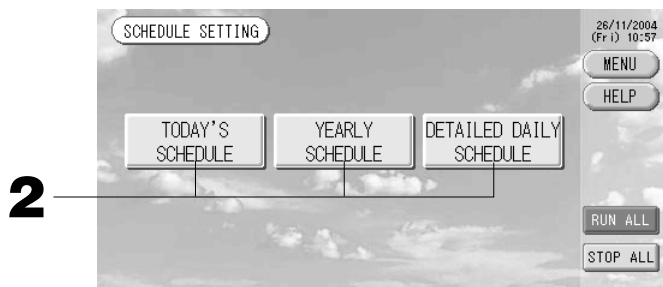 SCHEDULE SETTING
26/11/2004
(Fri) 10:57
MENU
HELP
TODAY'S
SCHEDULE
YEARLY
SCHEDULE
DETAILED DAILY
SCHEDULE
2
RUN ALL
STOP ALL